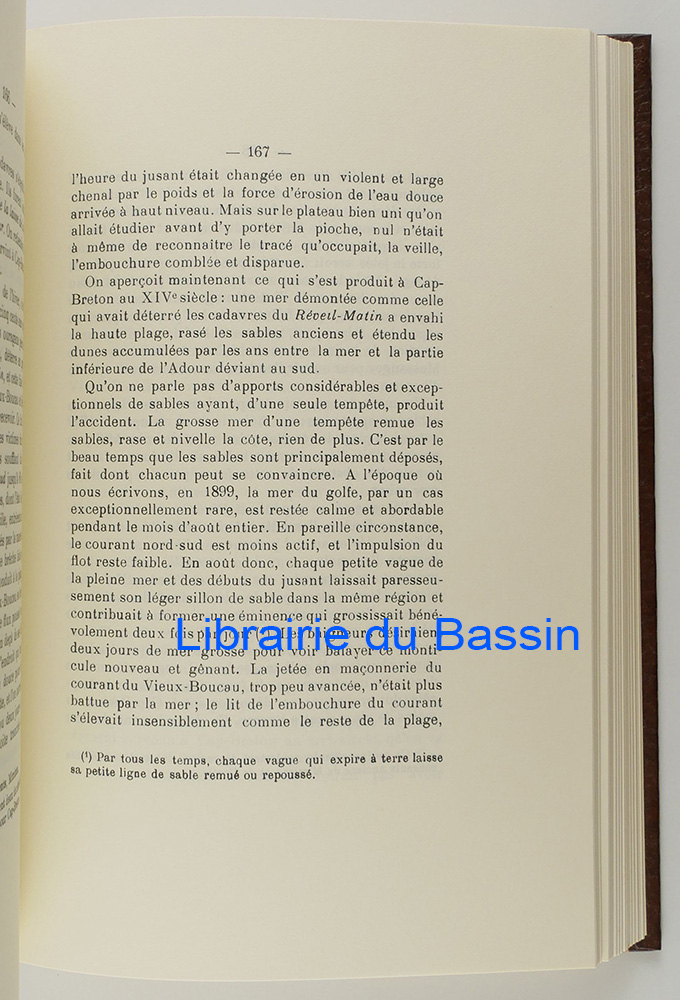 — 167 —
l'heure du jusant était changée en un violent et large
chenal par le poids et la force d'érosion de l'eau douce
arrivée à haut niveau. Mais sur le plateau bien uni qu'on
allait étudier avant d'y porter la pioche, nul n'était
à même de reconnaître le tracé qu'occupait, la veille,
l'embouchure comblée et disparue.
On aperçoit maintenant ce qui s'est produit à Cap-
Breton au XIVe siècle : une mer démontée comme celle
qui avait déterré les cadavres du Réveil-Matin a envahi
la haute plage, rasé les sables anciens et étendu les
dunes accumulées par les ans entre la mer et la partie
inférieure de l'Adour déviant au sud.
Qu'on ne parle pas d'apports considérables et excep-
tionnels de sables ayant, d'une seule tempête, produit
l'accident. La grosse mer d'une tempête remue les
sables, rase et nivelle la côte, rien de plus. C'est par le
beau temps que les sables sont principalement déposés,
fait dont chacun peut se convaincre. A l'époque où
nous écrivons, en 1899, la mer du golfe, par un cas
exceptionnellement rare, est restée calme et abordable
pendant le mois d'août entier. En pareille circonstance,
le courant nord-sud est moins actif, et l'impulsion du
flot reste faible. En août donc, chaque petite vague de
la pleine mer et des débuts du jusant laissait paresseu-
sement son léger sillon de sable dans la même région et
contribuait à former une éminence qui grossissait béné-
volement deux fois par jour (1). Les baigneurs désiraient
deux jours de mer grosse pour voir balayer ce monti-
cule nouveau et gênant. La jetée en maçonnerie du
courant du Vieux-Boucau, trop peu avancée, n'était plus
battue par la mer ; le lit de l'embouchure du courant
s'élevait insensiblement comme le reste de la plage,
(1) Par tous les temps, chaque vague qui expire à terre laisse
sa petite ligne de sable remué ou repoussé.
Librairie du Bassin